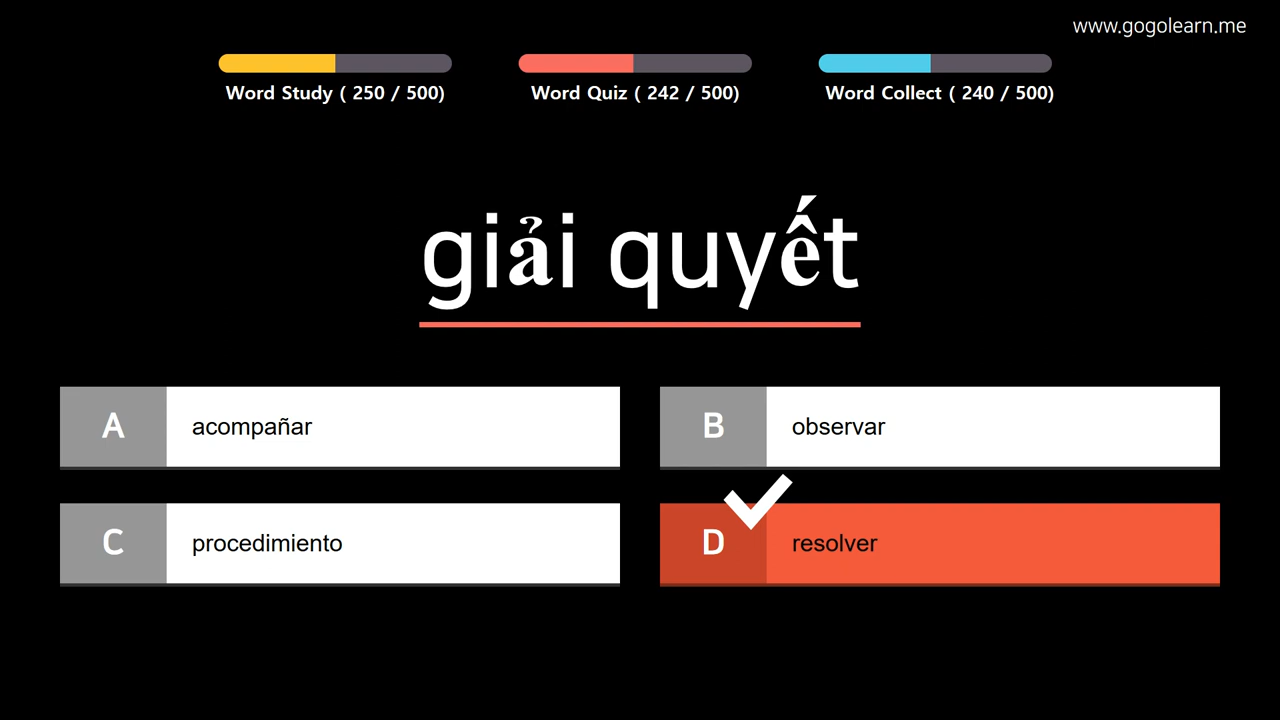 www.gogolearn.me
Word Study ( 250 / 500)
Word Quiz ( 242 / 500)
Word Collect ( 240 / 500)
giải quyết
A acompañar
B observar
C procedimiento
D resolver